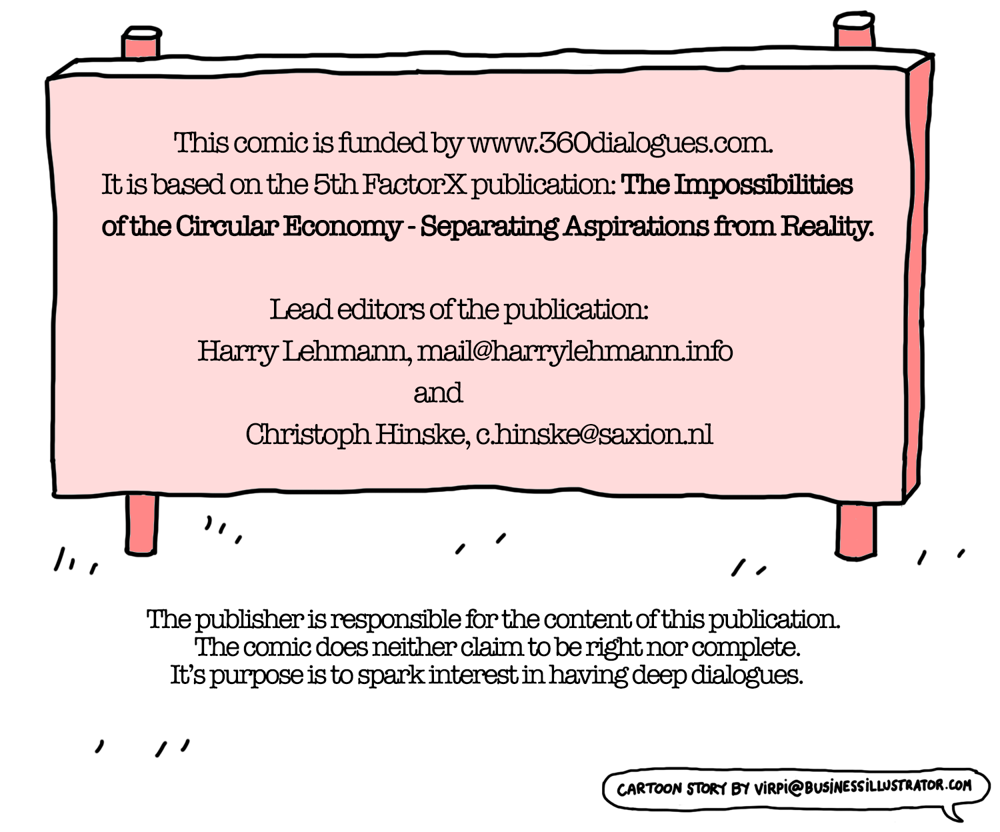 This comic is funded by www.360dialogues.com.
It is based on the 5th FactorX publication: The Impossibilities
of the Circular Economy - Separating Aspirations from Reality.
Lead editors of the publication:
Harry Lehmann, mail@harrylehmann.info
and
Christoph Hinske, c.hinske@saxion.nl
The publisher is responsible for the content of this publication.
The comic does neither claim to be right nor complete.
It’s purpose is to spark interest in having deep dialogues.
CARTOON STORY BY ViRPi@BUSiNESSiLLUSTRATOR.COM